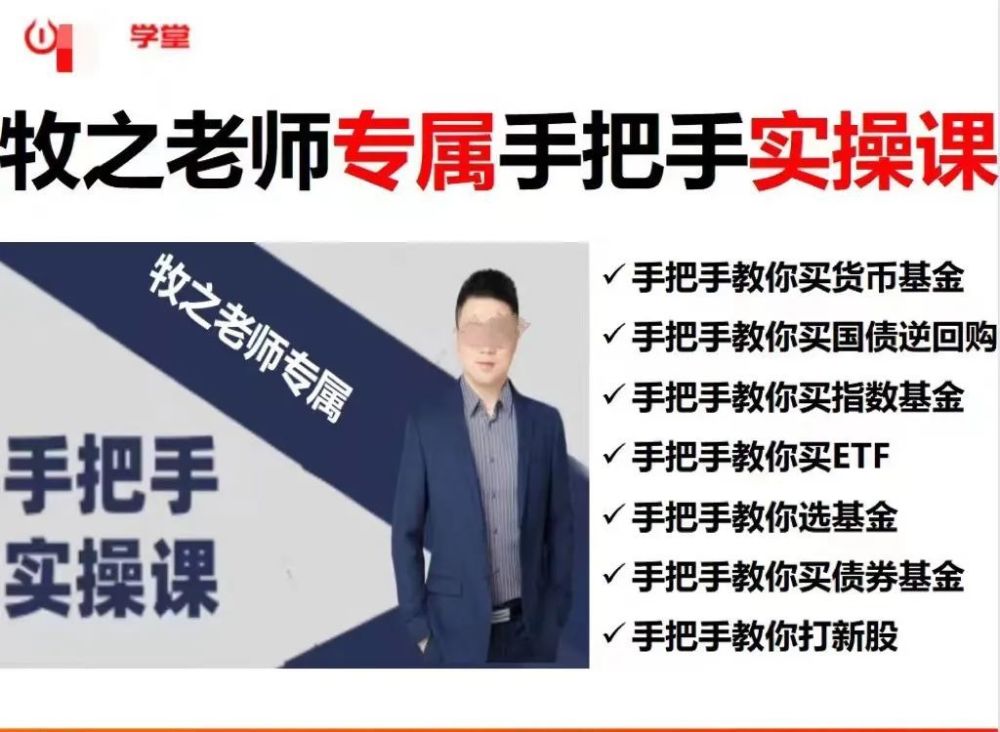 学堂
牧之老师专属手把手实操课
牧之老师专属
手把手
实操课
✓ 手把手教你买货币基金
✓ 手把手教你买国债逆回购
✓ 手把手教你买指数基金
✓ 手把手教你买ETF
✓ 手把手教你选基金
✓ 手把手教你买债券基金
✓ 手把手教你打新股